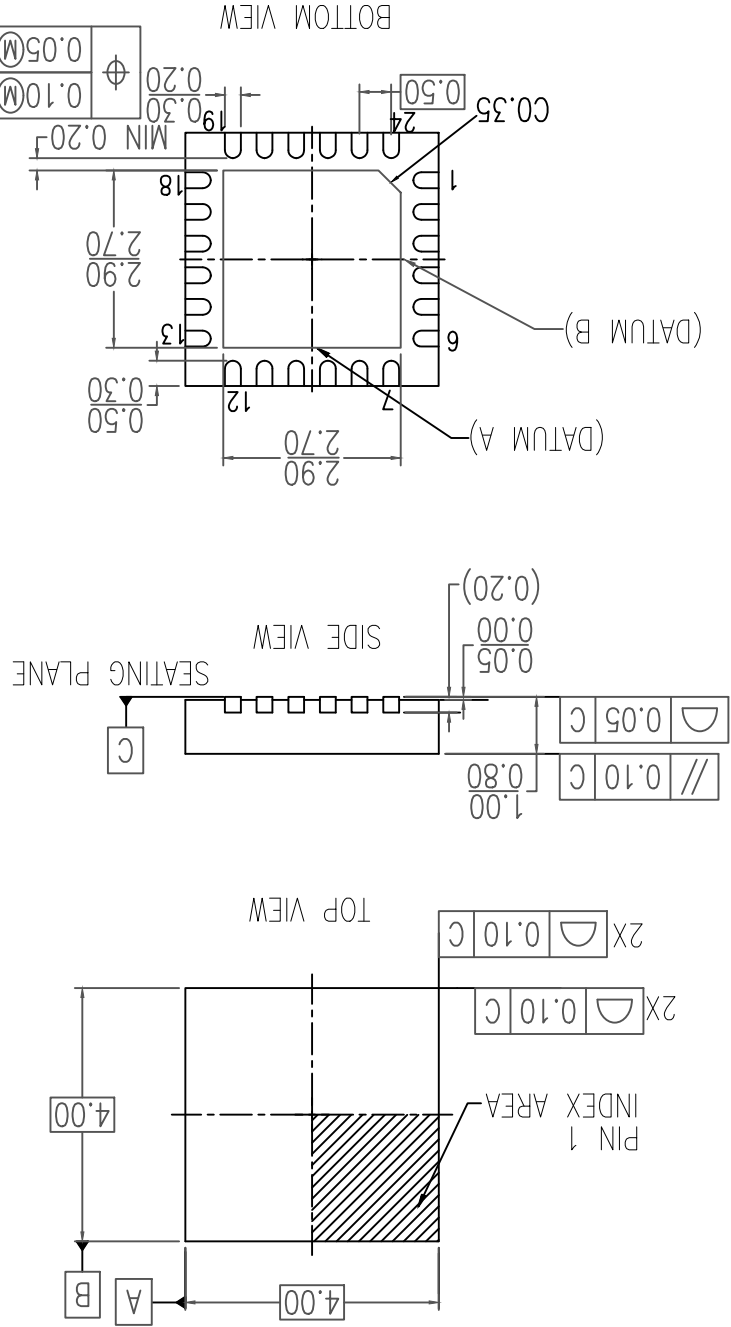 A
B
4.00
PIN 1
INDEX AREA
4.00
2X ⌓ 0.10 C
2X ⌓ 0.10 C
TOP VIEW
// 0.10 C
1.00
0.80
⌓ 0.05 C
C
SEATING PLANE
0.05
0.00
(0.20)
SIDE VIEW
2.90
2.70
(DATUM A)
7
12
0.50
0.30
(DATUM B)
6
13
2.90
2.70
1
18
MIN 0.20
C0.35
24
19
0.50
0.30
0.20
⌖ 0.10 Ⓜ
0.05 Ⓜ
BOTTOM VIEW